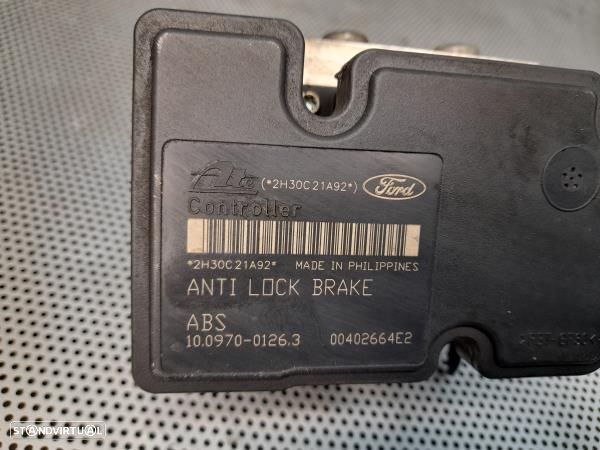 Ate (*2H30C21A92*) Ford
Controller
*2H30C21A92* MADE IN PHILIPPINES
ANTI LOCK BRAKE
ABS
10.0970-0126.3 00402664E2
STANDVIRTUAL